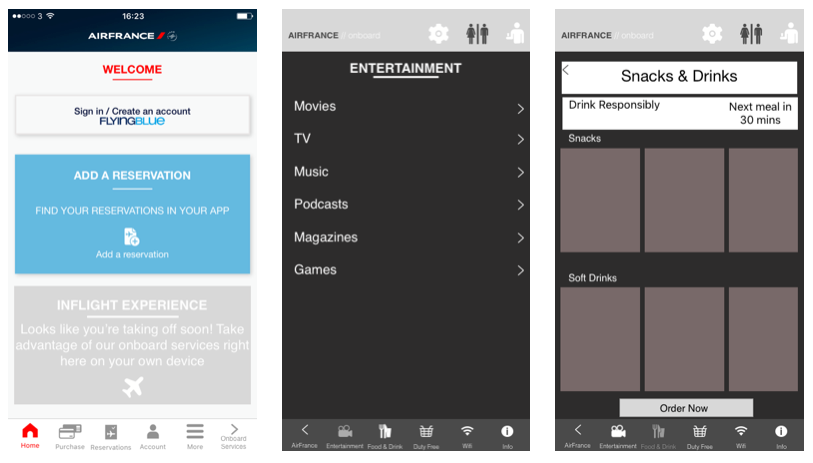 3 16:23
AIRFRANCE
WELCOME
Sign in / Create an account
FLYINGBLUE
ADD A RESERVATION
FIND YOUR RESERVATIONS IN YOUR APP
Add a reservation
INFLIGHT EXPERIENCE
Looks like you're taking off soon! Take
advantage of our onboard services right
here on your own device
Home Purchase Reservations Account More Onboard
Services
AIRFRANCE // onboard
ENTERTAINMENT
Movies
TV
Music
Podcasts
Magazines
Games
AirFrance Entertainment Food & Drink Duty Free Wifi Info
AIRFRANCE // onboard
Snacks & Drinks
Drink Responsibly
Next meal in
30 mins
Snacks
Soft Drinks
Order Now
AirFrance Entertainment Food & Drink Duty Free Wifi Info